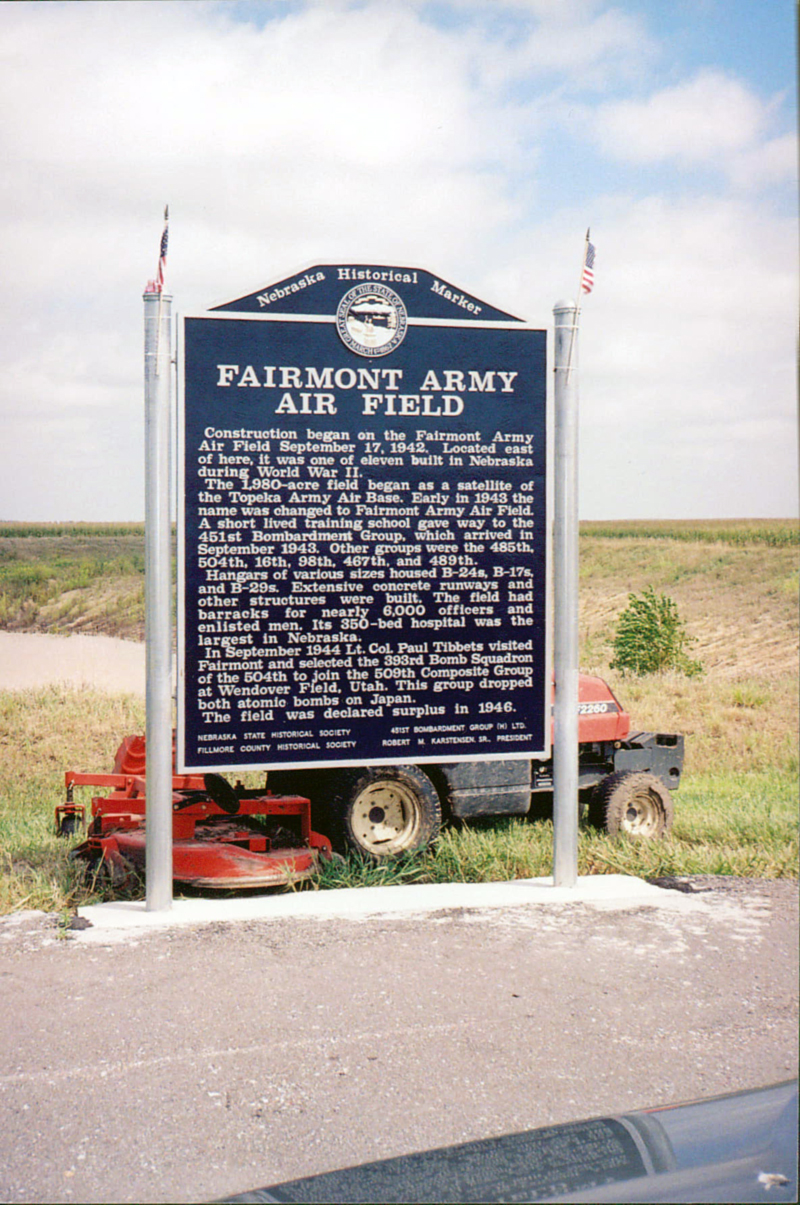 Nebraska Historical Marker
FAIRMONT ARMY
AIR FIELD
Construction began on the Fairmont Army
Air Field September 17, 1942. Located east
of here, it was one of eleven built in Nebraska
during World War II.
The 1,980-acre field began as a satellite of
the Topeka Army Air Base. Early in 1943 the
name was changed to Fairmont Army Air Field.
A short lived training school gave way to the
451st Bombardment Group, which arrived in
September 1943. Other groups were the 485th,
504th, 16th, 98th, 467th, and 489th.
Hangars of various sizes housed B-24s, B-17s,
and B-29s. Extensive concrete runways and
other structures were built. The field had
barracks for nearly 6,000 officers and
enlisted men. Its 350-bed hospital was the
largest in Nebraska.
In September 1944 Lt. Col. Paul Tibbets visited
Fairmont and selected the 393rd Bomb Squadron
of the 504th to join the 509th Composite Group
at Wendover Field, Utah. This group dropped
both atomic bombs on Japan.
The field was declared surplus in 1946.
NEBRASKA STATE HISTORICAL SOCIETY
FILLMORE COUNTY HISTORICAL SOCIETY
451ST BOMBARDMENT GROUP (H) LTD.
ROBERT M. KARSTENSEN, SR., PRESIDENT
F2260